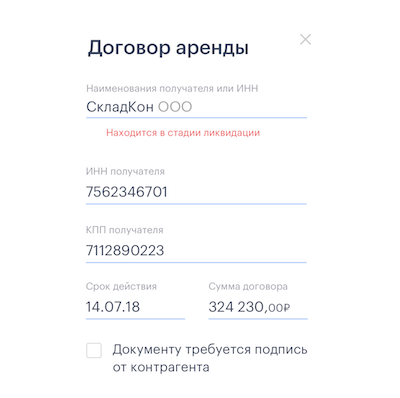 Договор аренды
Наименования получателя или ИНН
СкладКон ООО
Находится в стадии ликвидации
ИНН получателя
7562346701
КПП получателя
7112890223
Срок действия Сумма договора
14.07.18 324 230,00₽
Документу требуется подпись
от контрагента